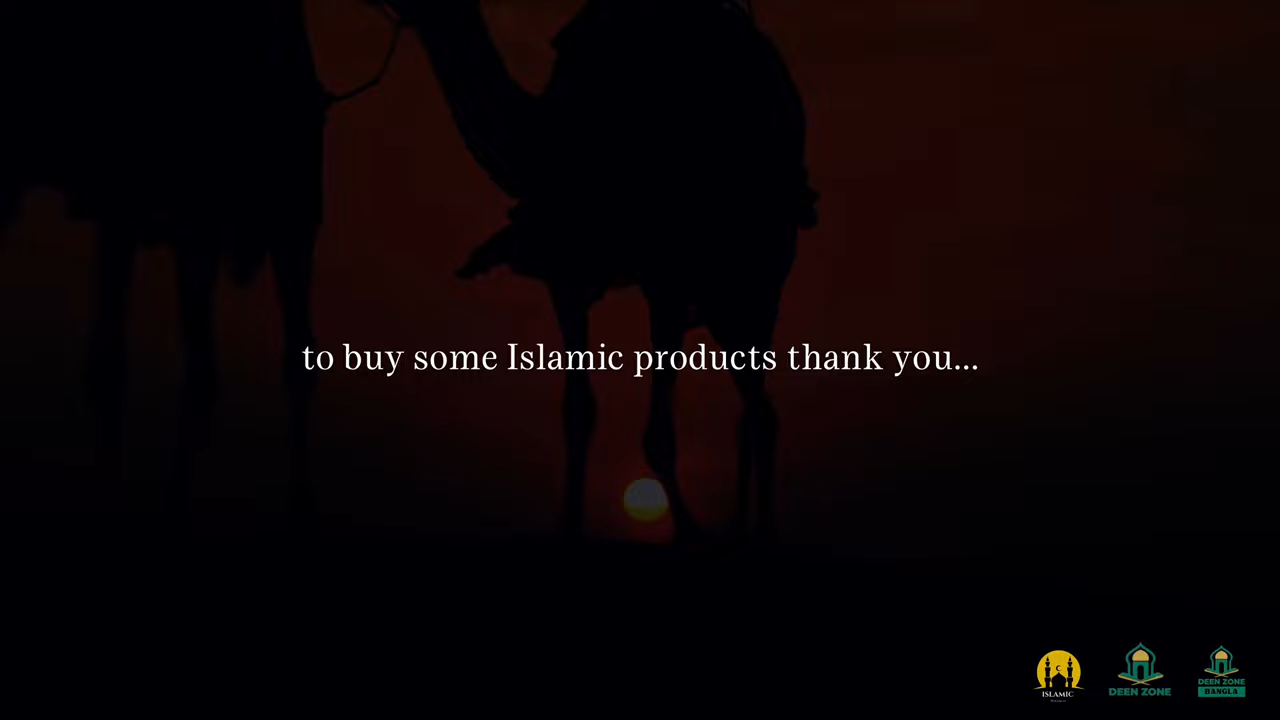 to buy some Islamic products thank you...
ISLAMIC
DEEN ZONE
DEEN ZONE
BANGLA